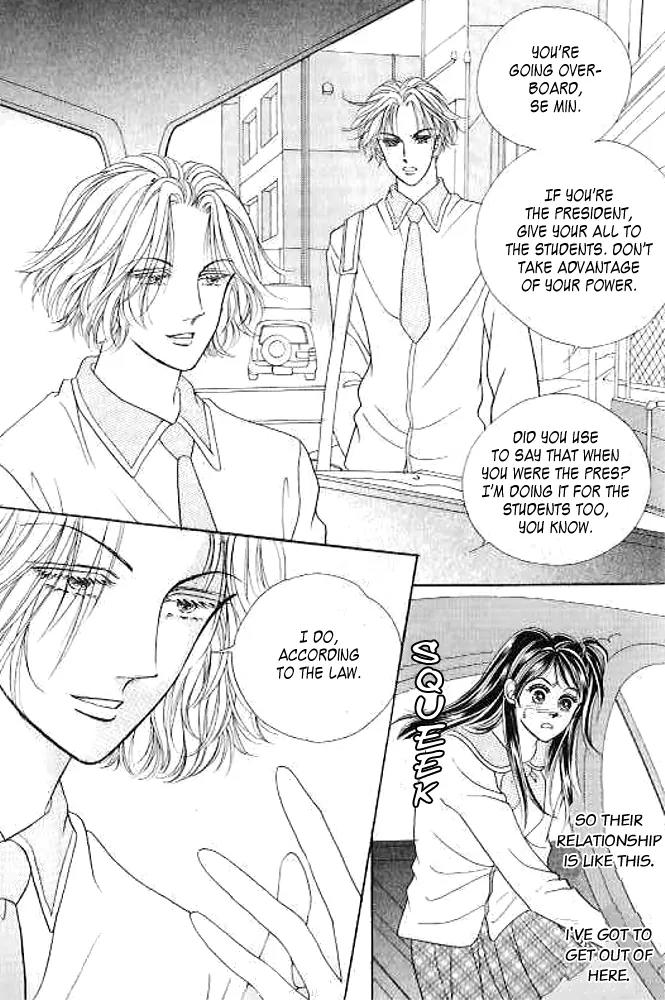 YOU'RE
GOING OVER-
BOARD,
SE MIN.
IF YOU'RE
THE PRESIDENT,
GIVE YOUR ALL TO
THE STUDENTS. DON'T
TAKE ADVANTAGE
OF YOUR POWER.
DID YOU USE
TO SAY THAT WHEN
YOU WERE THE PRES?
I'M DOING IT FOR THE
STUDENTS TOO,
YOU KNOW.
I DO,
ACCORDING
TO THE LAW.
SQUEEK
SO THEIR
RELATIONSHIP
IS LIKE THIS.
I'VE GOT TO
GET OUT OF
HERE.